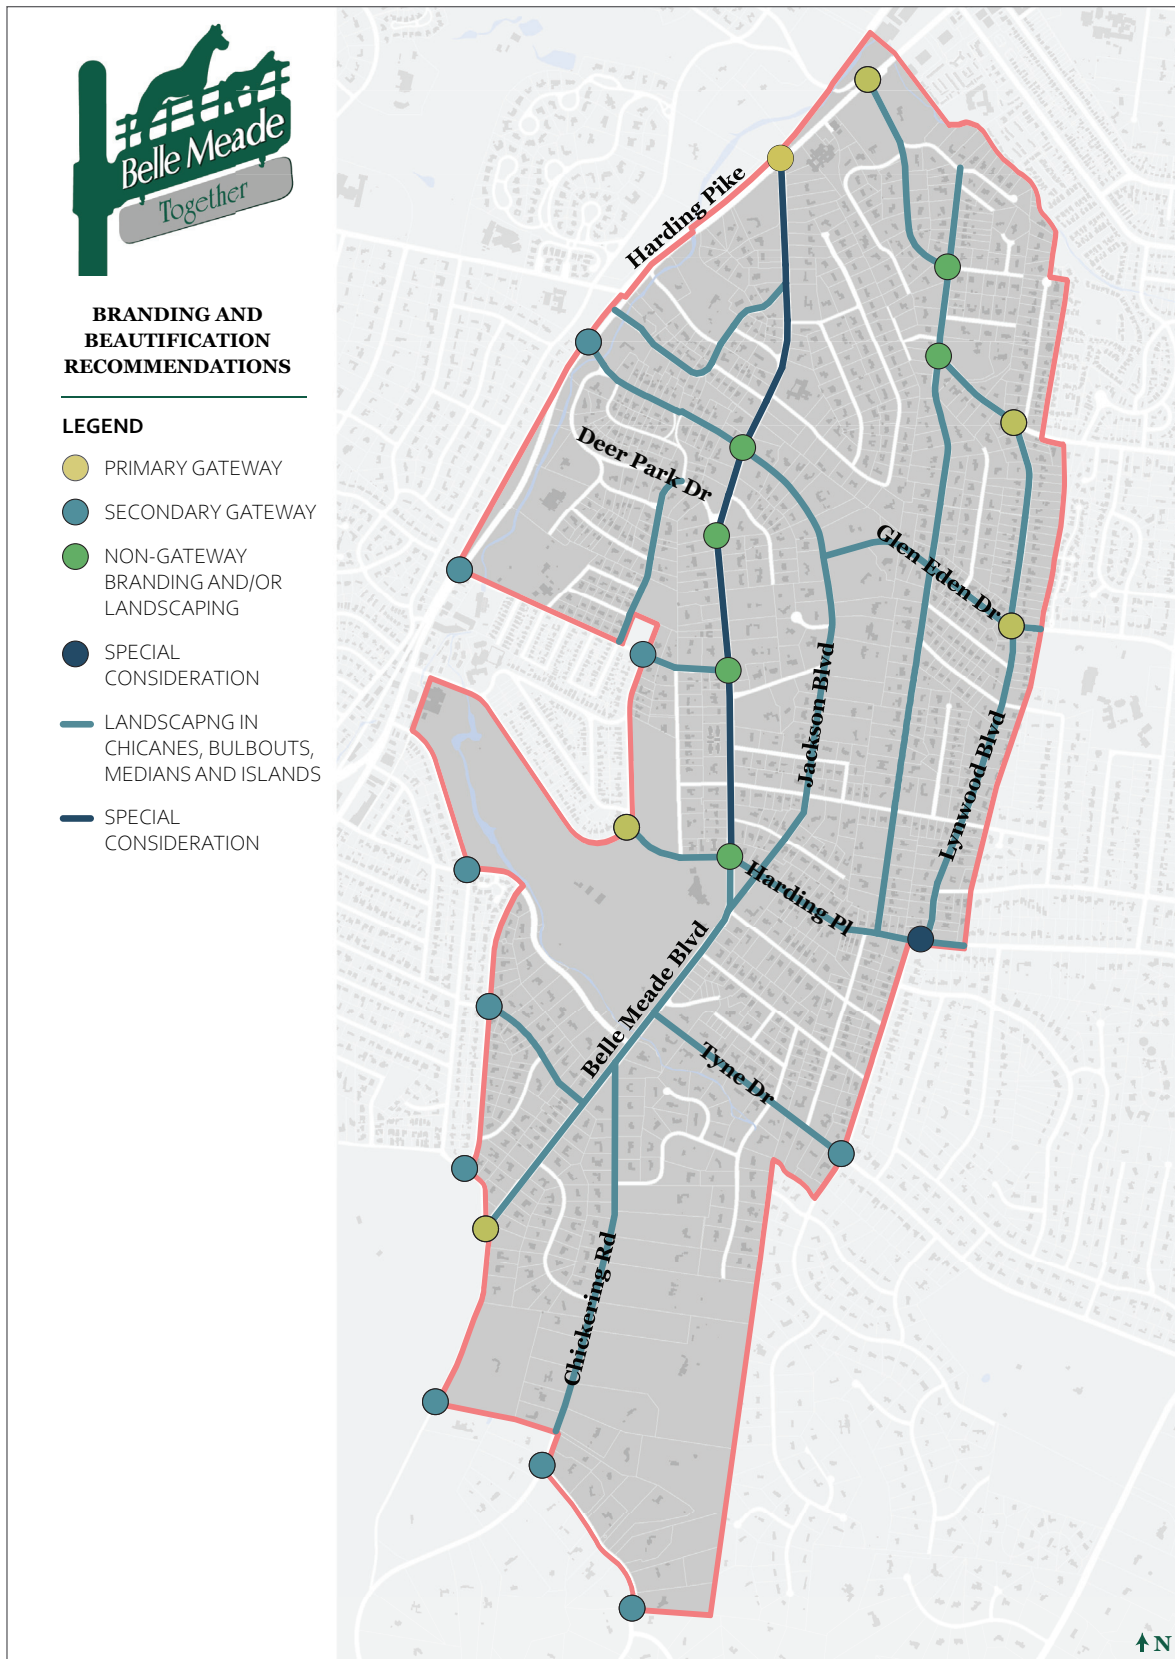 Belle Meade
Together
BRANDING AND
BEAUTIFICATION
RECOMMENDATIONS
LEGEND
PRIMARY GATEWAY
SECONDARY GATEWAY
NON-GATEWAY
BRANDING AND/OR
LANDSCAPING
SPECIAL
CONSIDERATION
LANDSCAPNG IN
CHICANES, BULBOUTS,
MEDIANS AND ISLANDS
SPECIAL
CONSIDERATION
Harding Pike
Deer Park Dr
Glen Eden Dr
Jackson Blvd
Lynwood Blvd
Harding Pl
Belle Meade Blvd
Tyne Dr
Chickering Rd
N